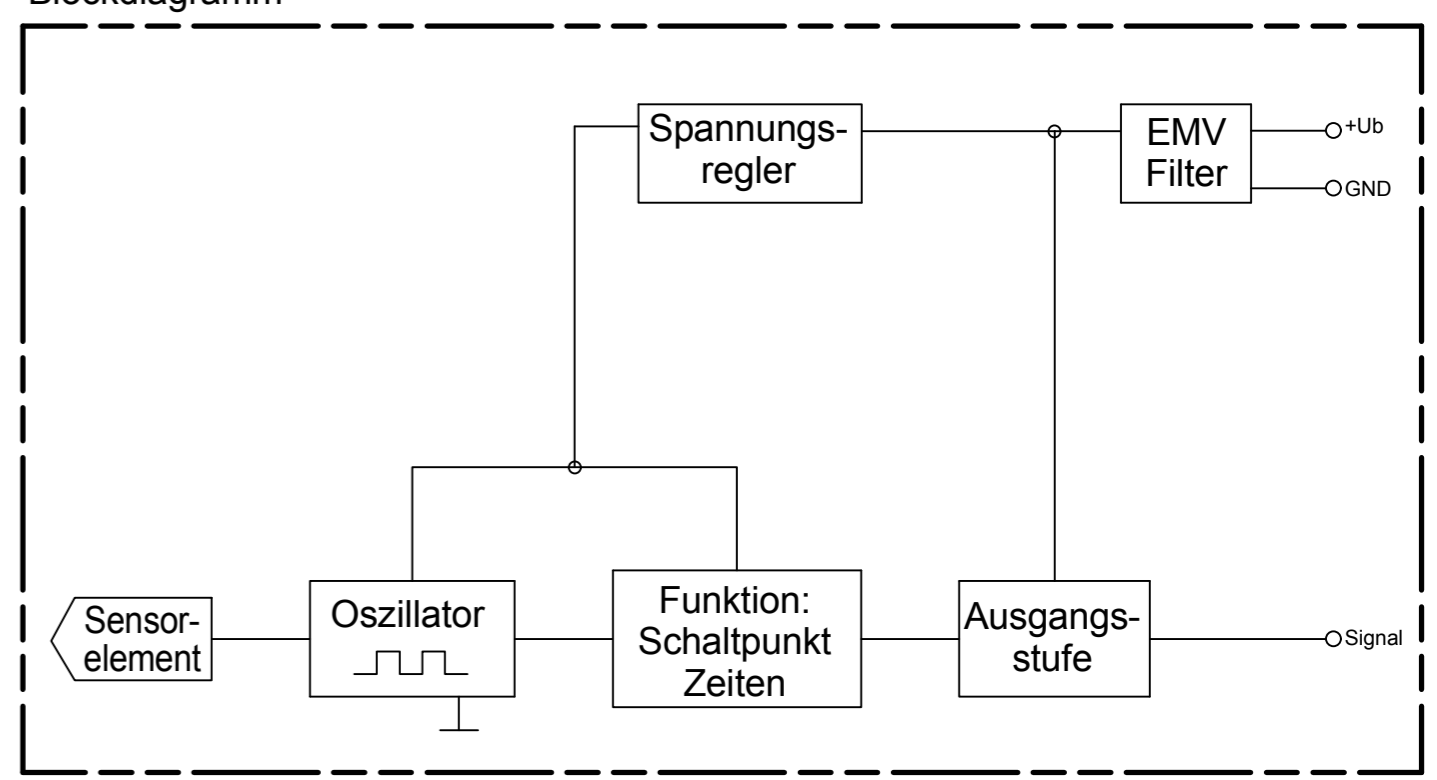 Blockdiagramm
Spannungs-
regler
EMV
Filter
+Ub
GND
Sensor-
element
Oszillator
Funktion:
Schaltpunkt
Zeiten
Ausgangs-
stufe
Signal